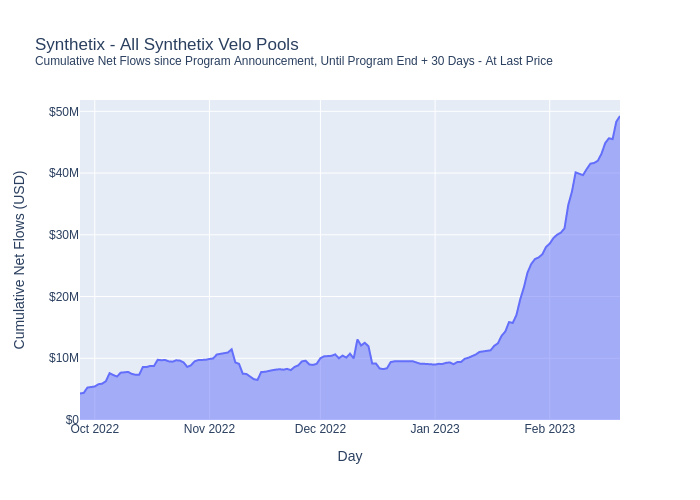 Synthetix - All Synthetix Velo Pools
Cumulative Net Flows since Program Announcement, Until Program End + 30 Days - At Last Price
Cumulative Net Flows (USD)
$50M
$40M
$30M
$20M
$10M
$0
Oct 2022
Nov 2022
Dec 2022
Jan 2023
Feb 2023
Day